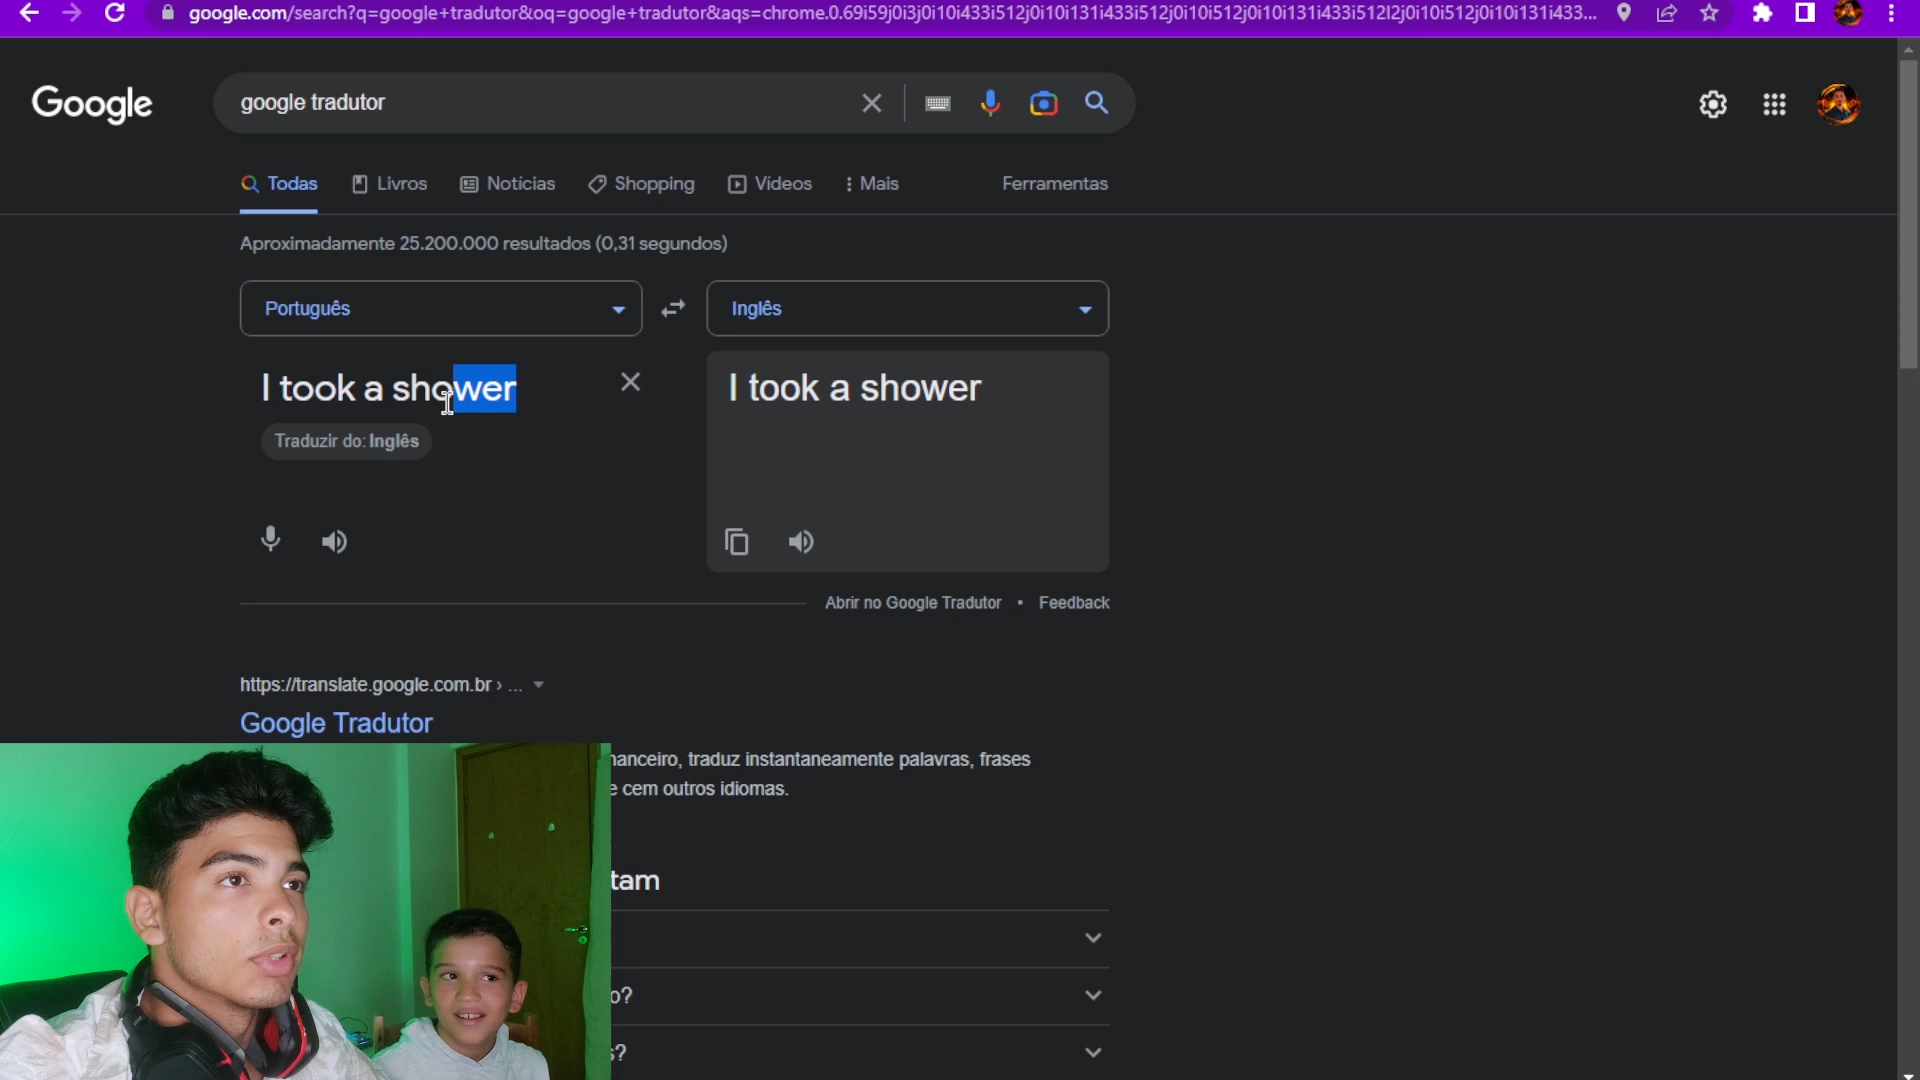 google.com/search?q=google+tradutor&oq=google+tradutor&aqs=chrome.0.69i59j0i3j0i10i433i512j0i10i131i433i512j0i10i512j0i10i131i433i512l2j0i10i512j0i10i131i433...
Google
google tradutor
Todas
Livros
Notícias
Shopping
Vídeos
Mais
Ferramentas
Aproximadamente 25.200.000 resultados (0,31 segundos)
Português
Inglês
I took a shower
I took a shower
Traduzir do: Inglês
Abrir no Google Tradutor • Feedback
https://translate.google.com.br › ...
Google Tradutor
nanceiro, traduz instantaneamente palavras, frases
e cem outros idiomas.
tam
o?
s?